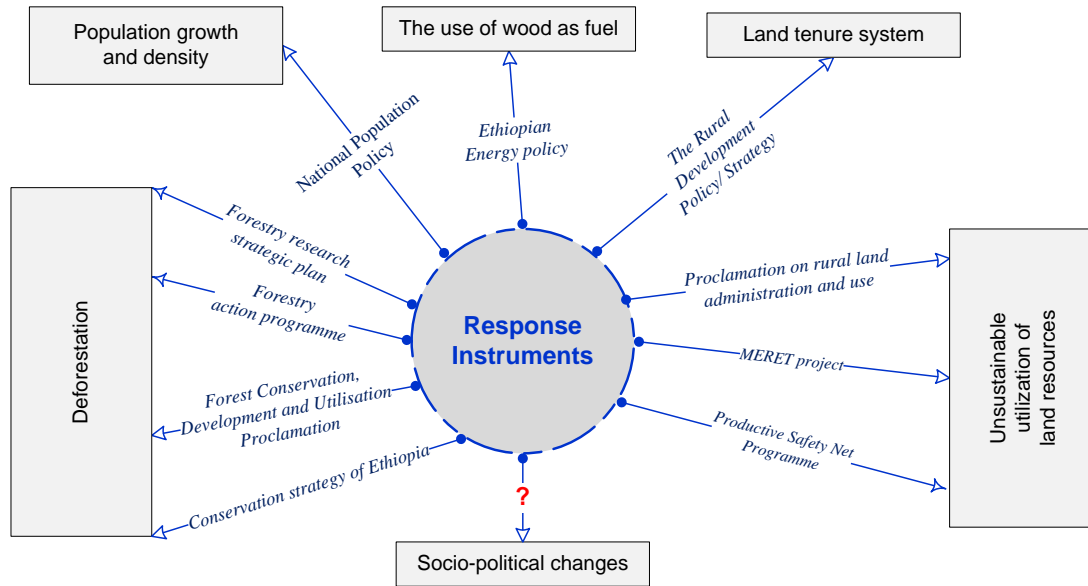 Population growth
and density
The use of wood as fuel
Land tenure system
National Population
Policy
Ethiopian
Energy policy
The Rural
Development
Policy/ Strategy
Forestry research
strategic plan
Forestry
action programme
Forest Conservation,
Development and Utilisation
Proclamation
Conservation strategy of Ethiopia
Deforestation
Response
Instruments
Proclamation on rural land
administration and use
MERET project
Productive Safety Net
Programme
Unsustainable
utilization of
land resources
?
Socio-political changes